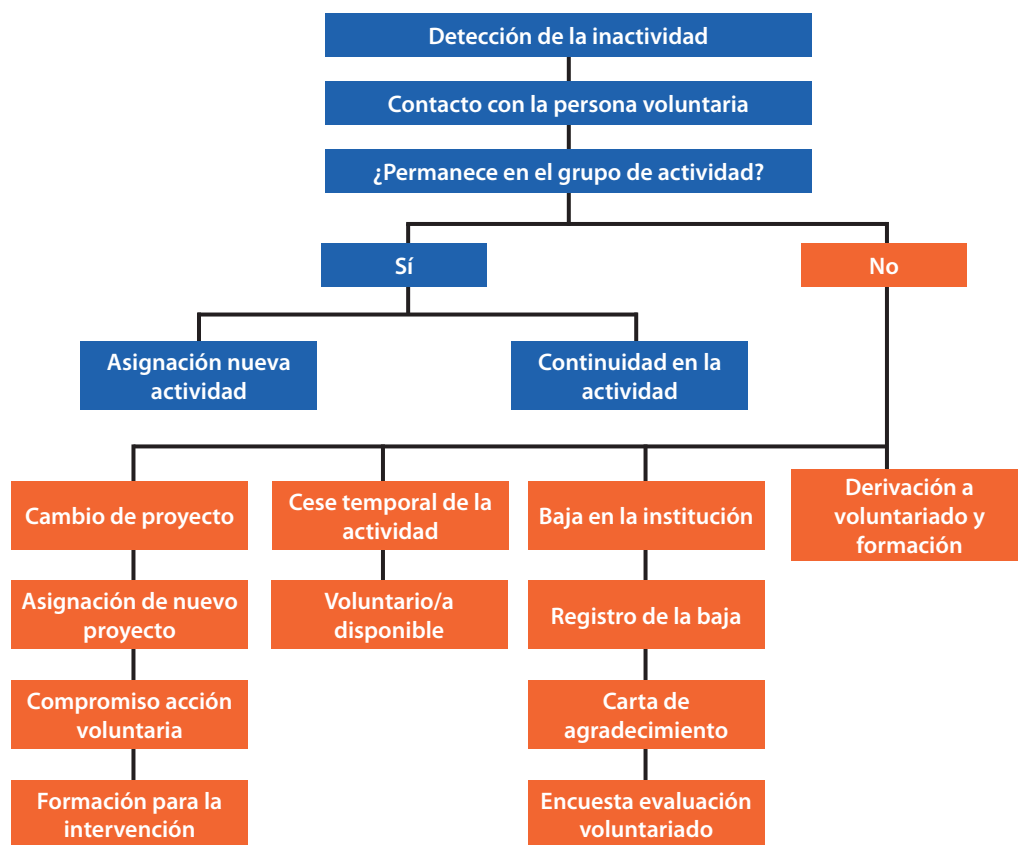 Detección de la inactividad
Contacto con la persona voluntaria
¿Permanece en el grupo de actividad?
Sí
No
Asignación nueva
actividad
Continuidad en la
actividad
Cambio de proyecto
Cese temporal de la
actividad
Baja en la institución
Derivación a
voluntariado y
formación
Asignación de nuevo
proyecto
Voluntario/a
disponible
Registro de la baja
Compromiso acción
voluntaria
Carta de
agradecimiento
Formación para la
intervención
Encuesta evaluación
voluntariado